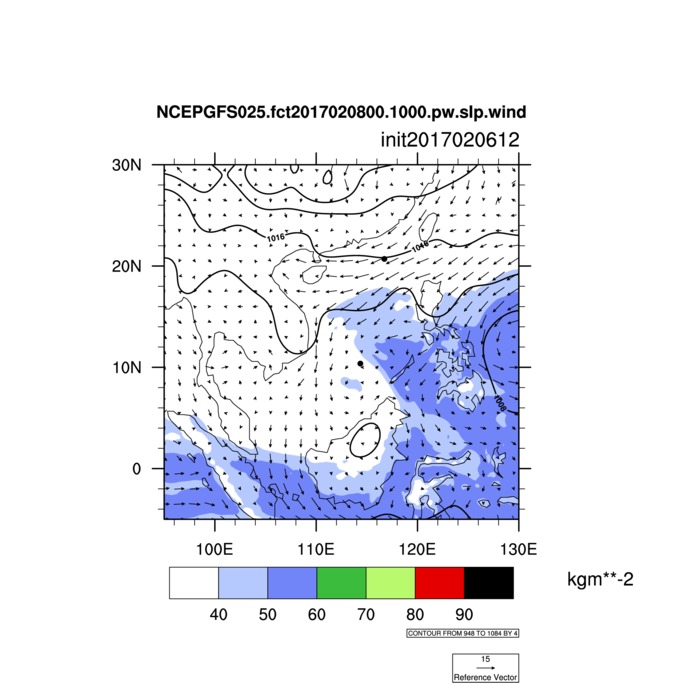 NCEPGFS025.fct2017020800.1000.pw.slp.wind
init2017020612
30N
1016
1016
20N
10N
1008
0
100E 110E 120E 130E
kgm**-2
40 50 60 70 80 90
CONTOUR FROM 948 TO 1084 BY 4
15
Reference Vector